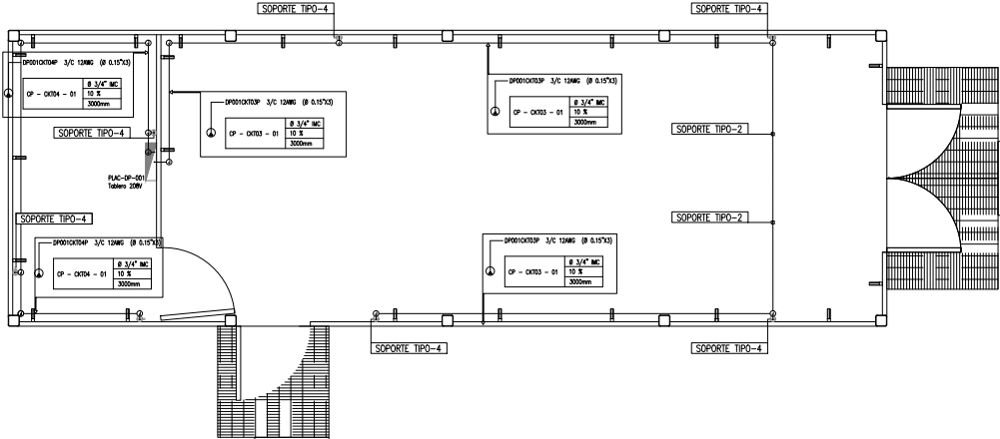 SOPORTE TIPO-4
SOPORTE TIPO-4
DP001CKT04P 3/C 12AWG (Ø 0.15"X3)
CP - CKT04 - 01
Ø 3/4" IMC
10 %
3000mm
DP001CKT03P 3/C 12AWG (Ø 0.15"X3)
CP - CKT03 - 01
Ø 3/4" IMC
10 %
3000mm
DP001CKT03P 3/C 12AWG (Ø 0.15"X3)
CP - CKT03 - 01
Ø 3/4" IMC
10 %
3000mm
SOPORTE TIPO-4
SOPORTE TIPO-2
PLAC-DP-001
Tablero 208V
SOPORTE TIPO-4
SOPORTE TIPO-2
DP001CKT04P 3/C 12AWG (Ø 0.15"X3)
CP - CKT04 - 01
Ø 3/4" IMC
10 %
3000mm
DP001CKT03P 3/C 12AWG (Ø 0.15"X3)
CP - CKT03 - 01
Ø 3/4" IMC
10 %
3000mm
SOPORTE TIPO-4
SOPORTE TIPO-4